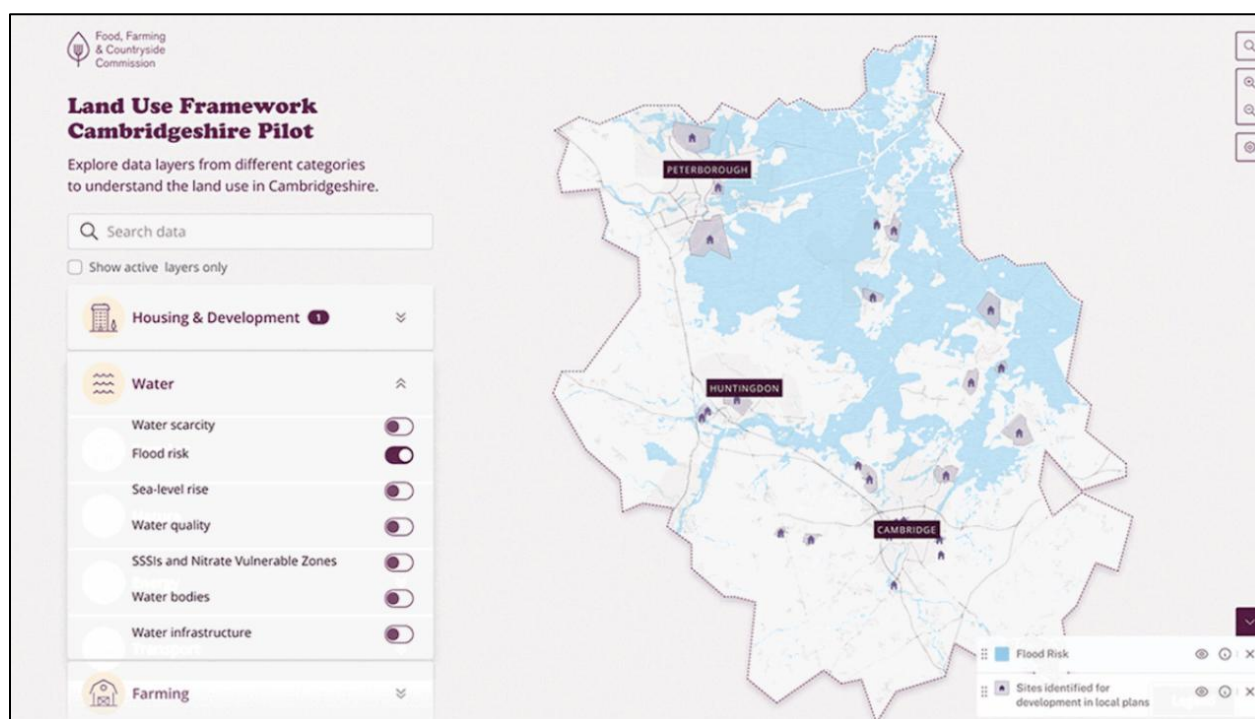 Food, Farming
& Countryside
Commission
Land Use Framework
Cambridgeshire Pilot
Explore data layers from different categories
to understand the land use in Cambridgeshire.
Search data
Show active layers only
Housing & Development 1
Water
Water scarcity
Flood risk
Sea-level rise
Water quality
SSSIs and Nitrate Vulnerable Zones
Energy
Water bodies
Water infrastructure
Transport
Farming
PETERBOROUGH
HUNTINGDON
CAMBRIDGE
Flood Risk
Sites identified for
development in local plans